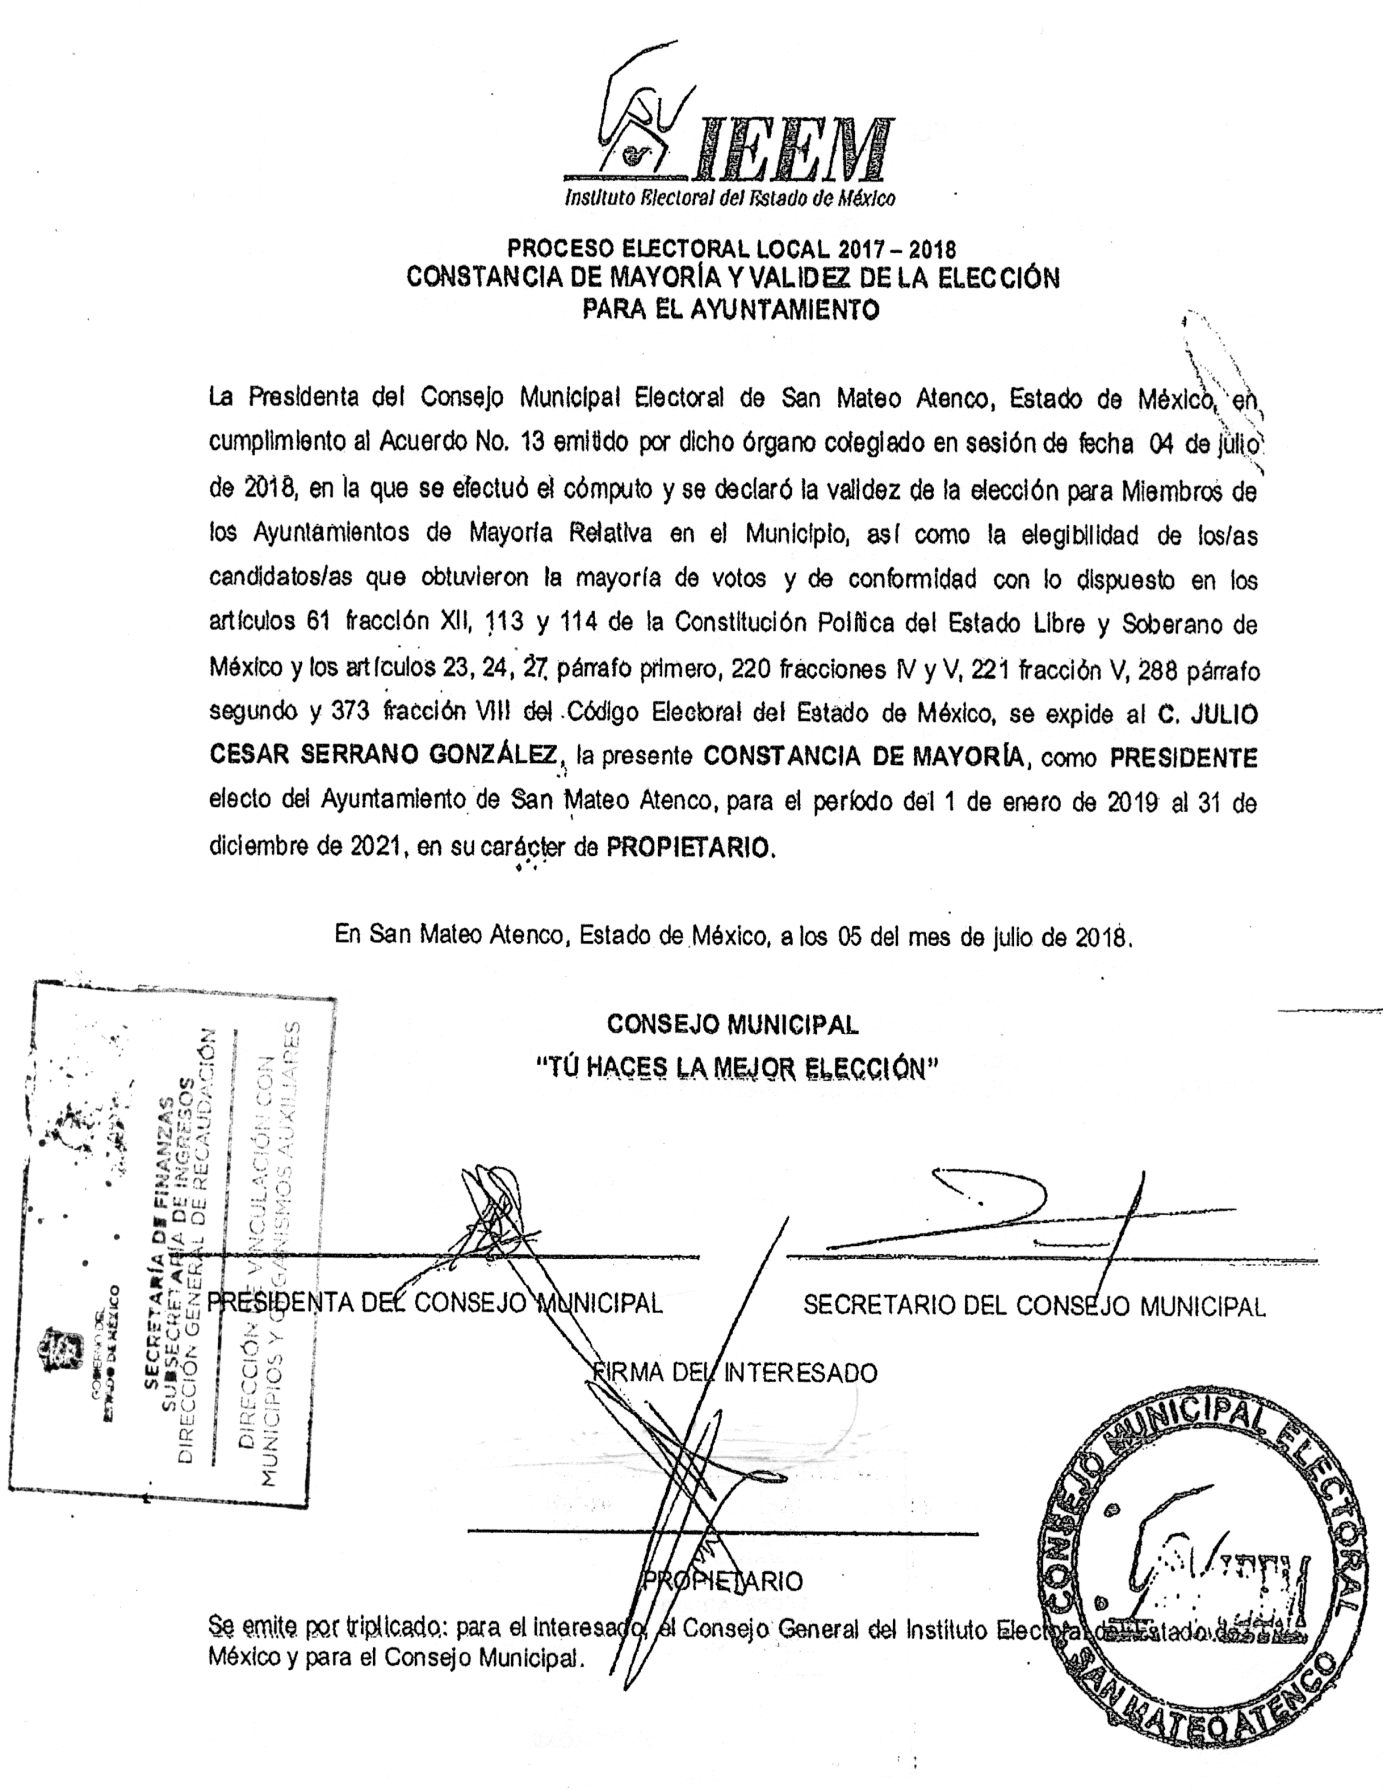 IEEM
Instituto Electoral del Estado de México
PROCESO ELECTORAL LOCAL 2017 – 2018
CONSTANCIA DE MAYORÍA Y VALIDEZ DE LA ELECCIÓN
PARA EL AYUNTAMIENTO
La Presidenta del Consejo Municipal Electoral de San Mateo Atenco, Estado de México, en
cumplimiento al Acuerdo No. 13 emitido por dicho órgano colegiado en sesión de fecha 04 de julio
de 2018, en la que se efectuó el cómputo y se declaró la validez de la elección para Miembros de
los Ayuntamientos de Mayoría Relativa en el Municipio, así como la elegibilidad de los/as
candidatos/as que obtuvieron la mayoría de votos y de conformidad con lo dispuesto en los
artículos 61 fracción XII, 113 y 114 de la Constitución Política del Estado Libre y Soberano de
México y los artículos 23, 24, 27, párrafo primero, 220 fracciones IV y V, 221 fracción V, 288 párrafo
segundo y 373 fracción VIII del Código Electoral del Estado de México, se expide al C. JULIO
CESAR SERRANO GONZÁLEZ, la presente CONSTANCIA DE MAYORÍA, como PRESIDENTE
electo del Ayuntamiento de San Mateo Atenco, para el período del 1 de enero de 2019 al 31 de
diciembre de 2021, en su carácter de PROPIETARIO.
En San Mateo Atenco, Estado de México, a los 05 del mes de julio de 2018.
CONSEJO MUNICIPAL
"TÚ HACES LA MEJOR ELECCIÓN"
GOBIERNO DEL
ESTADO DE MÉXICO
SECRETARÍA DE FINANZAS
SUBSECRETARÍA DE INGRESOS
DIRECCIÓN GENERAL DE RECAUDACIÓN
DIRECCIÓN DE VINCULACIÓN CON
MUNICIPIOS Y ORGANISMOS AUXILIARES
PRESIDENTA DEL CONSEJO MUNICIPAL
SECRETARIO DEL CONSEJO MUNICIPAL
FIRMA DEL INTERESADO
PROPIETARIO
Se emite por triplicado: para el interesado, al Consejo General del Instituto Electoral del Estado de
México y para el Consejo Municipal.
CONSEJO MUNICIPAL ELECTORAL
IEEM
SAN MATEO ATENCO